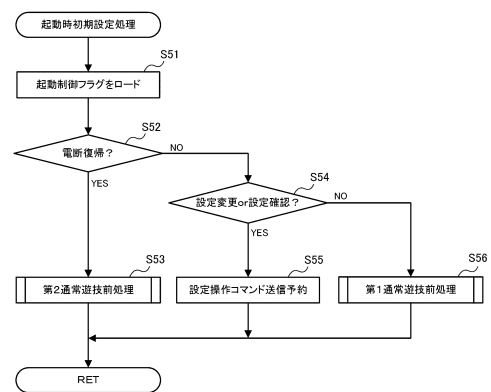 起動時初期設定処理
S51
起動制御フラグをロード
S52
電断復帰？
NO
YES
S54
設定変更or設定確認？
NO
YES
S53
第2通常遊技前処理
S55
設定操作コマンド送信予約
S56
第1通常遊技前処理
RET